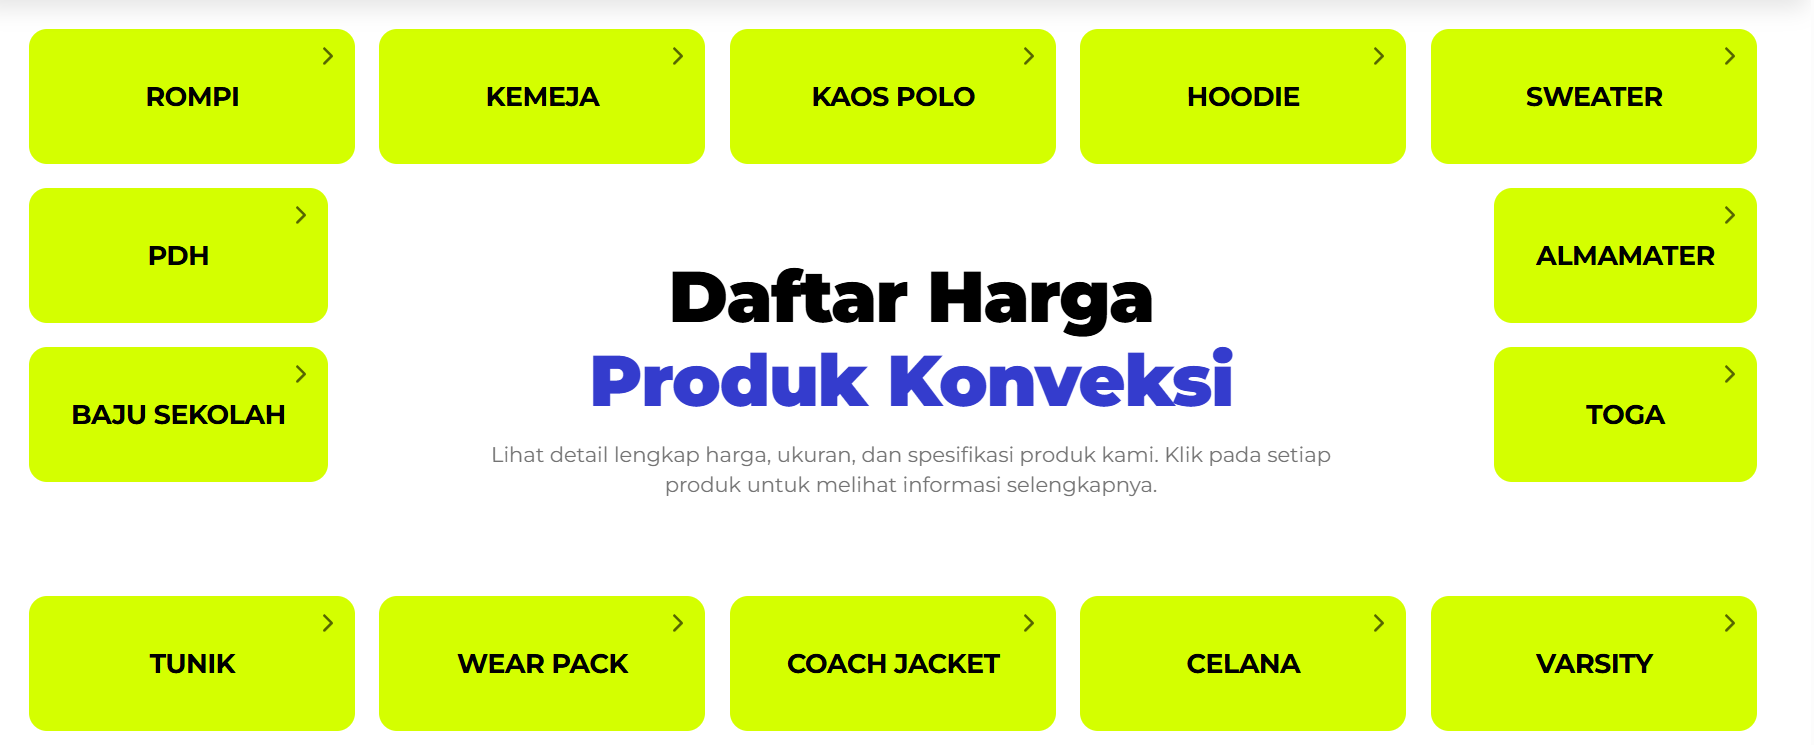 ROMPI
KEMEJA
KAOS POLO
HOODIE
SWEATER
PDH
ALMAMATER
Daftar Harga
Produk Konveksi
BAJU SEKOLAH
TOGA
Lihat detail lengkap harga, ukuran, dan spesifikasi produk kami. Klik pada setiap
produk untuk melihat informasi selengkapnya.
TUNIK
WEAR PACK
COACH JACKET
CELANA
VARSITY